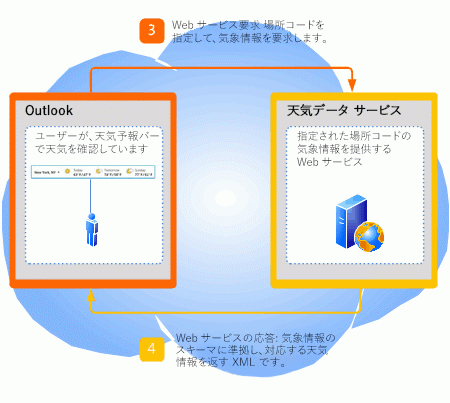 3
Web サービス要求 場所コードを
指定して、気象情報を要求します。
Outlook
ユーザーが、天気予報バー
で天気を確認しています
New York, NY
Today
Tomorrow
Sunday
天気データ サービス
指定された場所コードの
気象情報を提供する
Web サービス
4
Web サービスの応答: 気象情報の
スキーマに準拠し、対応する天気
情報を返す XML です。